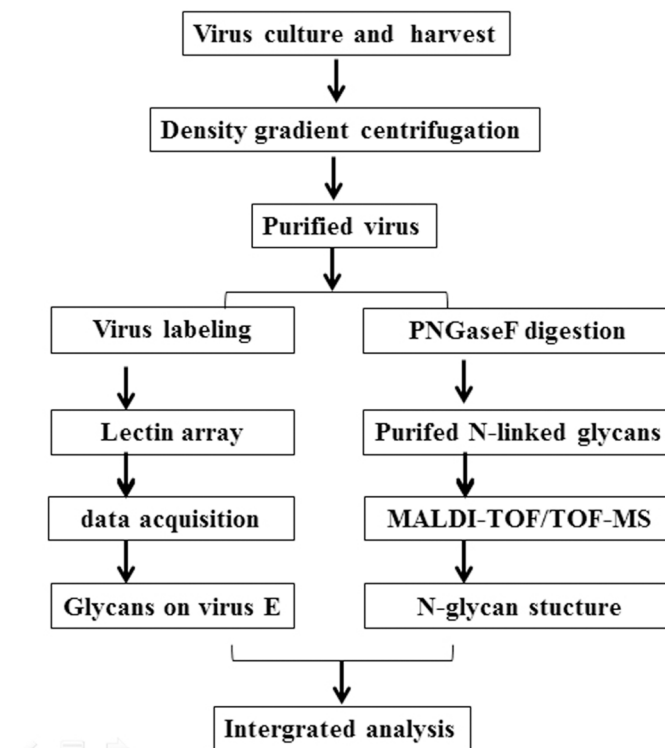 Virus culture and harvest
Density gradient centrifugation
Purified virus
Virus labeling
PNGaseF digestion
Lectin array
Purifed N-linked glycans
data acquisition
MALDI-TOF/TOF-MS
Glycans on virus E
N-glycan stucture
Intergrated analysis